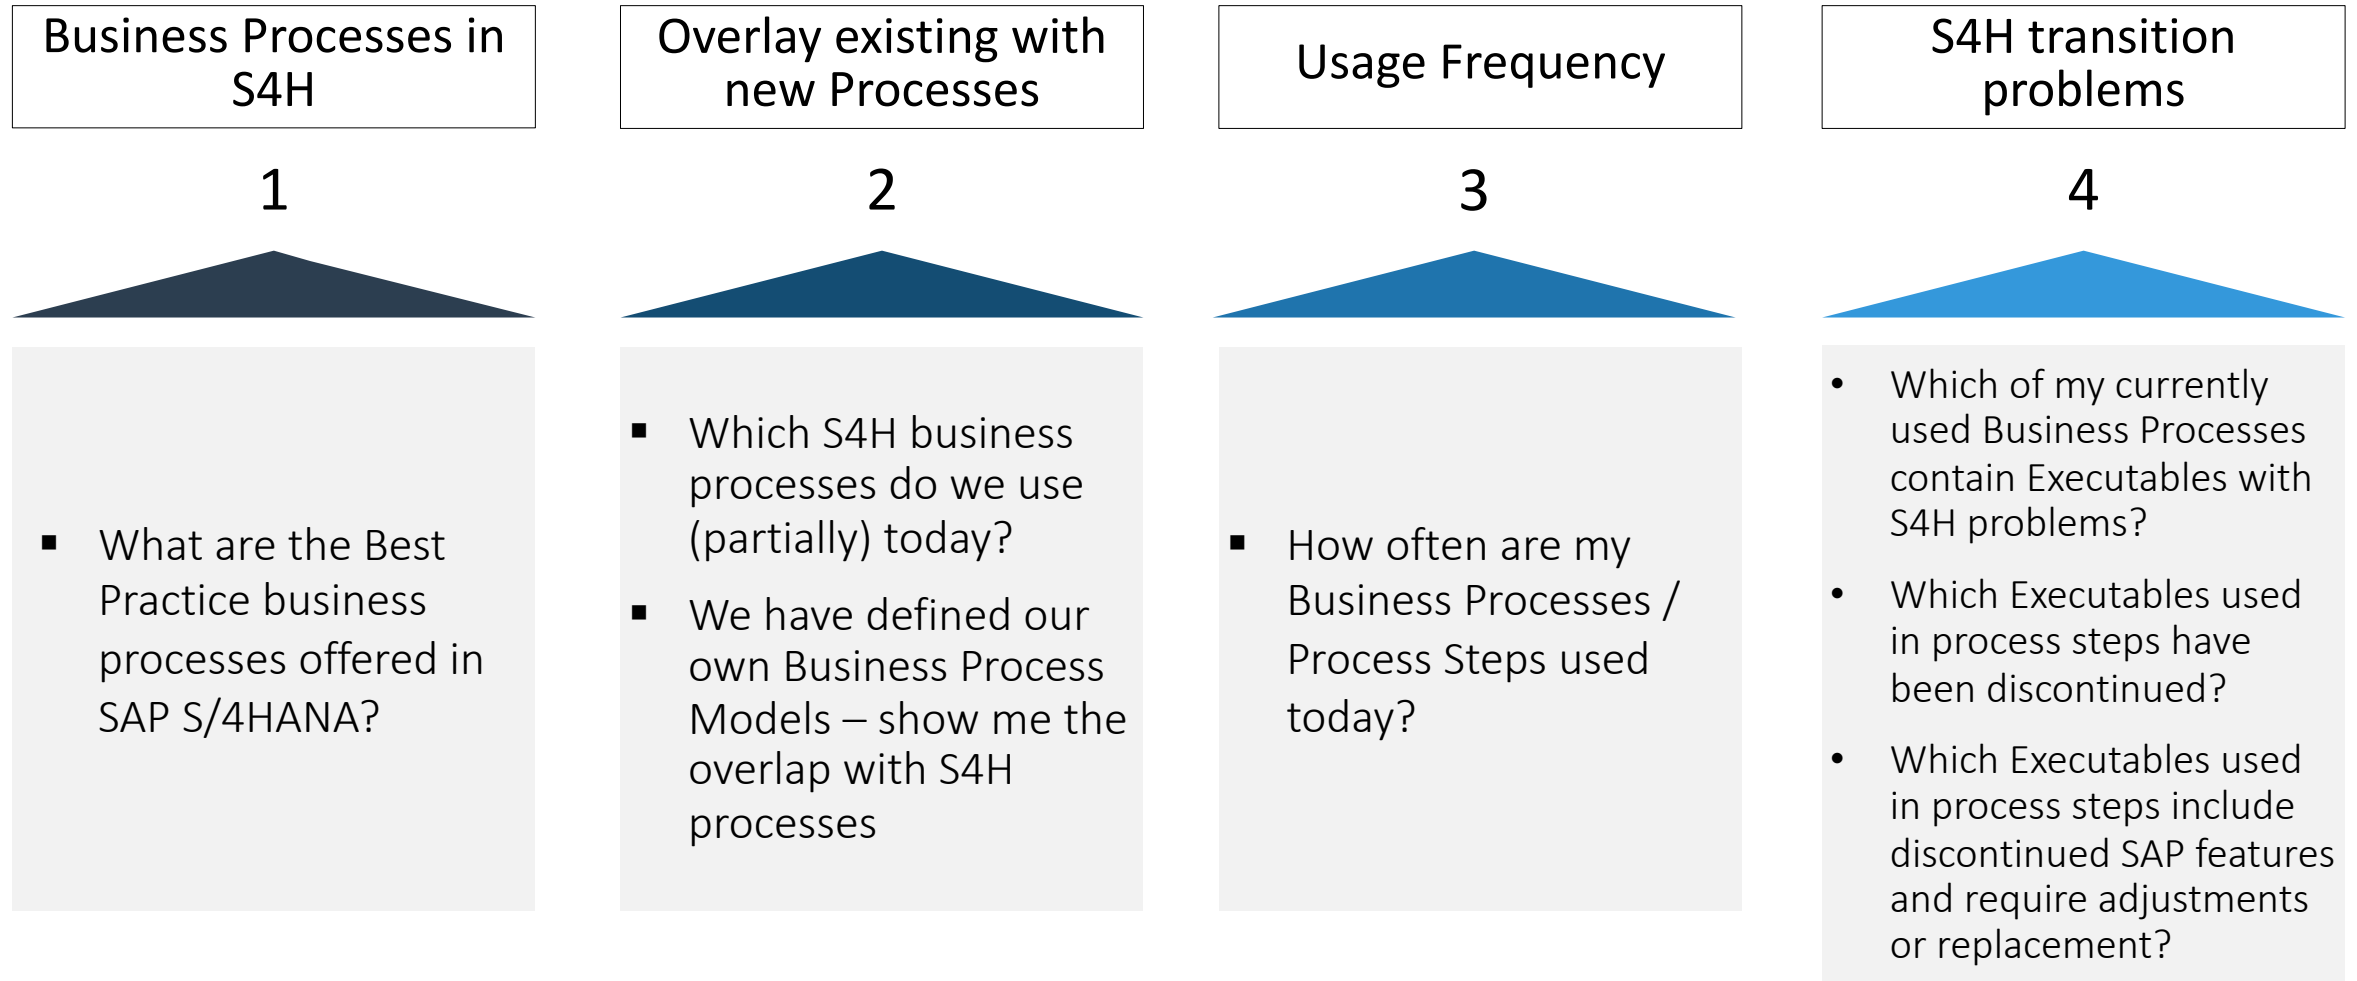 Business Processes in
S4H
1
▪ What are the Best
Practice business
processes offered in
SAP S/4HANA?
Overlay existing with
new Processes
2
▪ Which S4H business
processes do we use
(partially) today?
▪ We have defined our
own Business Process
Models – show me the
overlap with S4H
processes
Usage Frequency
3
▪ How often are my
Business Processes /
Process Steps used
today?
S4H transition
problems
4
• Which of my currently
used Business Processes
contain Executables with
S4H problems?
• Which Executables used
in process steps have
been discontinued?
• Which Executables used
in process steps include
discontinued SAP features
and require adjustments
or replacement?